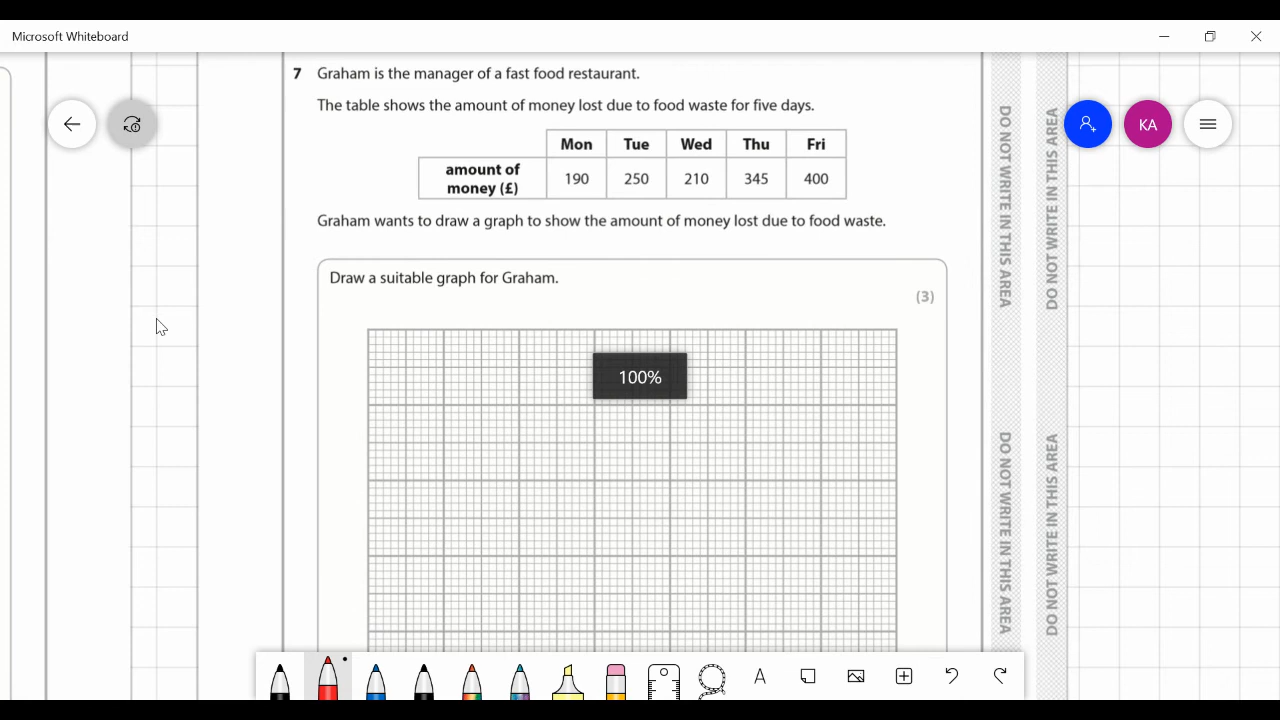 Microsoft Whiteboard
7 Graham is the manager of a fast food restaurant.
The table shows the amount of money lost due to food waste for five days.
Mon Tue Wed Thu Fri
amount of
money (£) 190 250 210 345 400
Graham wants to draw a graph to show the amount of money lost due to food waste.
Draw a suitable graph for Graham.
(3)
100%
DO NOT WRITE IN THIS AREA
DO NOT WRITE IN THIS AREA
DO NOT WRITE IN THIS AREA
DO NOT WRITE IN THIS AREA
KA
A